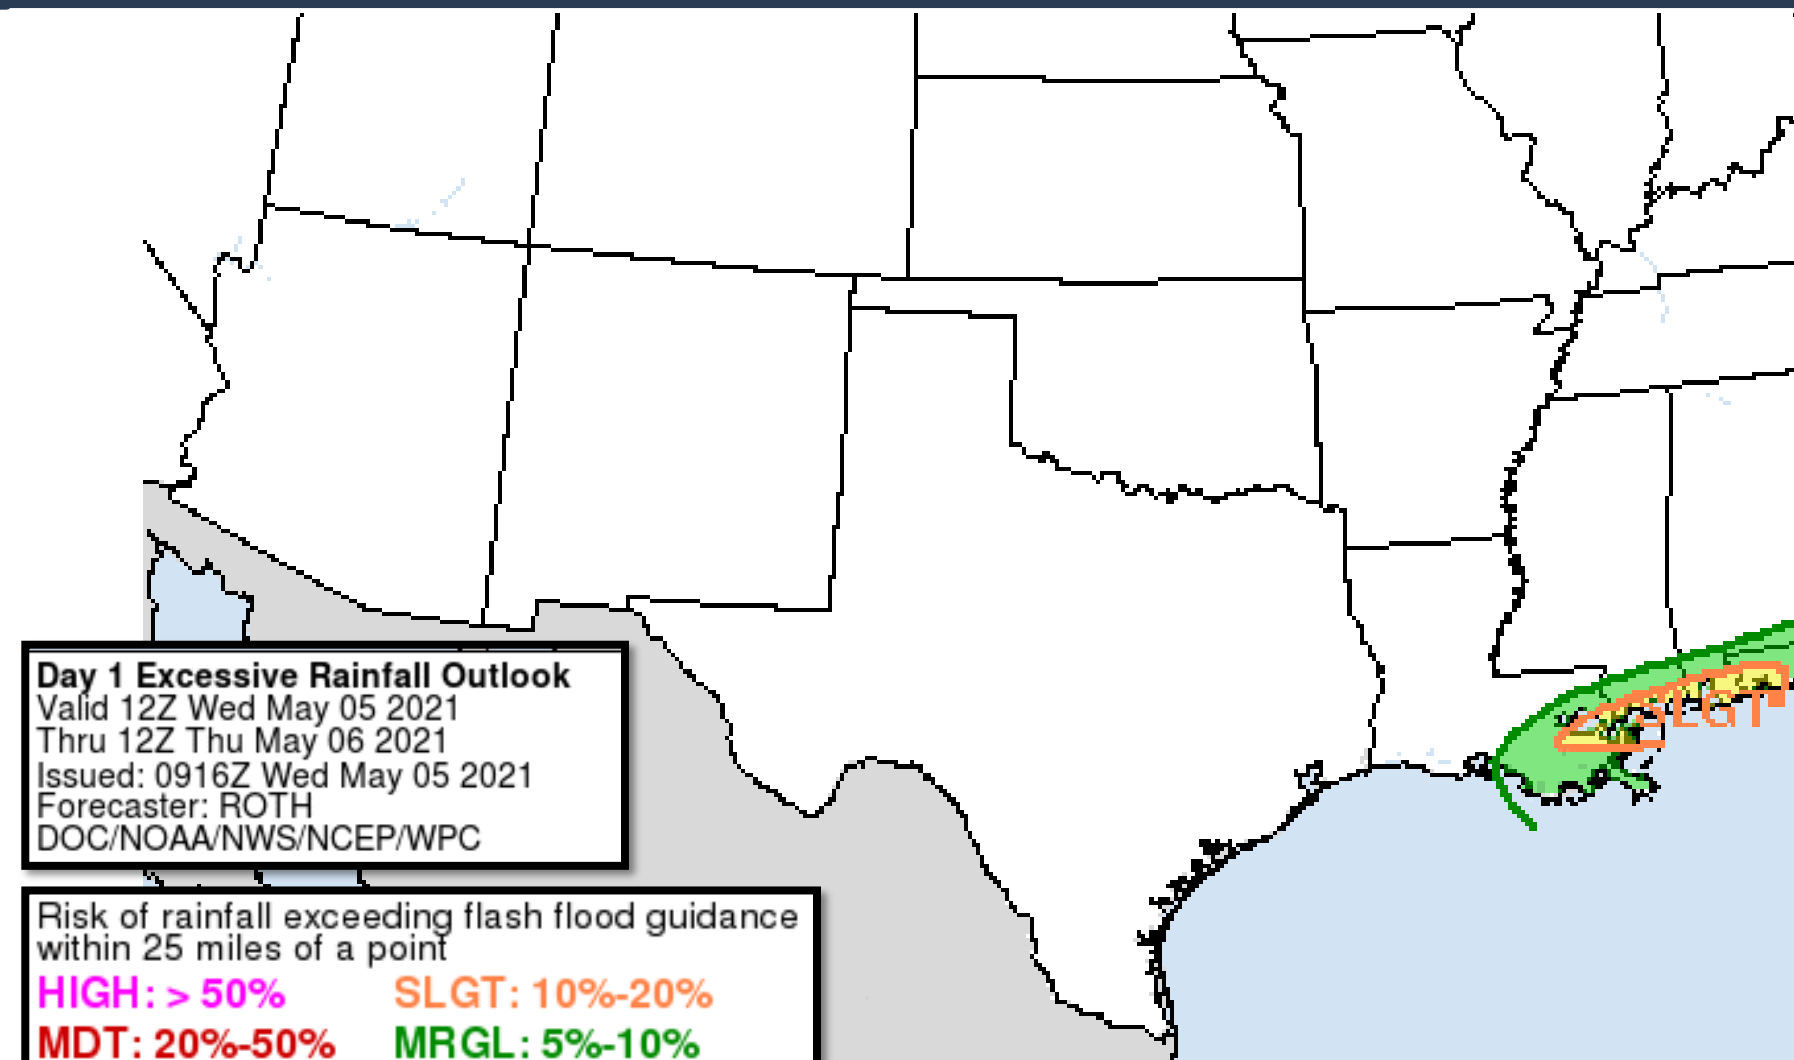 SLGT
Day 1 Excessive Rainfall Outlook
Valid 12Z Wed May 05 2021
Thru 12Z Thu May 06 2021
Issued: 0916Z Wed May 05 2021
Forecaster: ROTH
DOC/NOAA/NWS/NCEP/WPC
Risk of rainfall exceeding flash flood guidance
within 25 miles of a point
HIGH: > 50% SLGT: 10%-20%
MDT: 20%-50% MRGL: 5%-10%